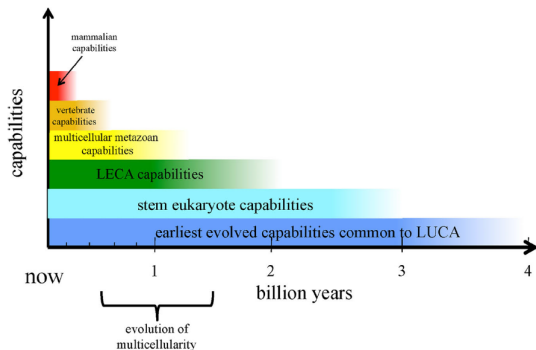 mammalian
capabilities
capabilities
vertebrate
capabilities
multicellular metazoan
capabilities
LECA capabilities
stem eukaryote capabilities
earliest evolved capabilities common to LUCA
now
1
2
3
4
billion years
evolution of
multicellularity